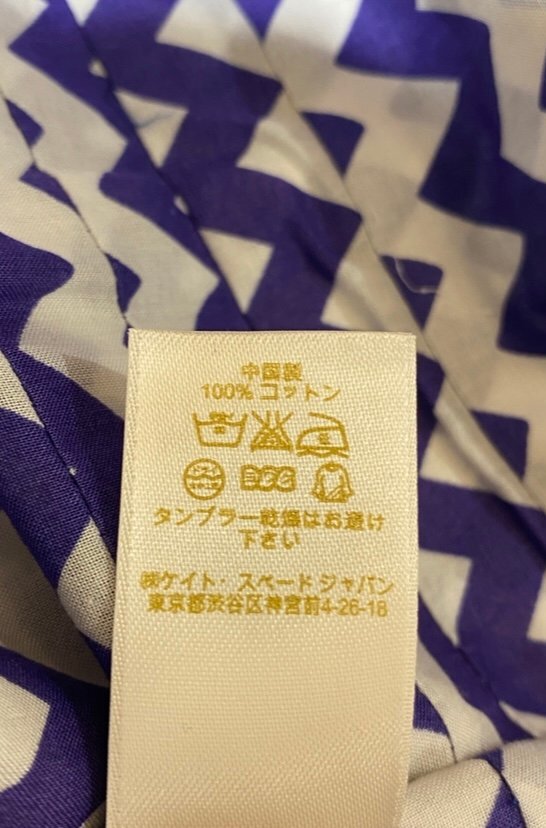 中国製
100% コットン
タンブラー乾燥はお避け
下さい
㈱ケイト・スペード ジャパン
東京都渋谷区神宮前4-26-18